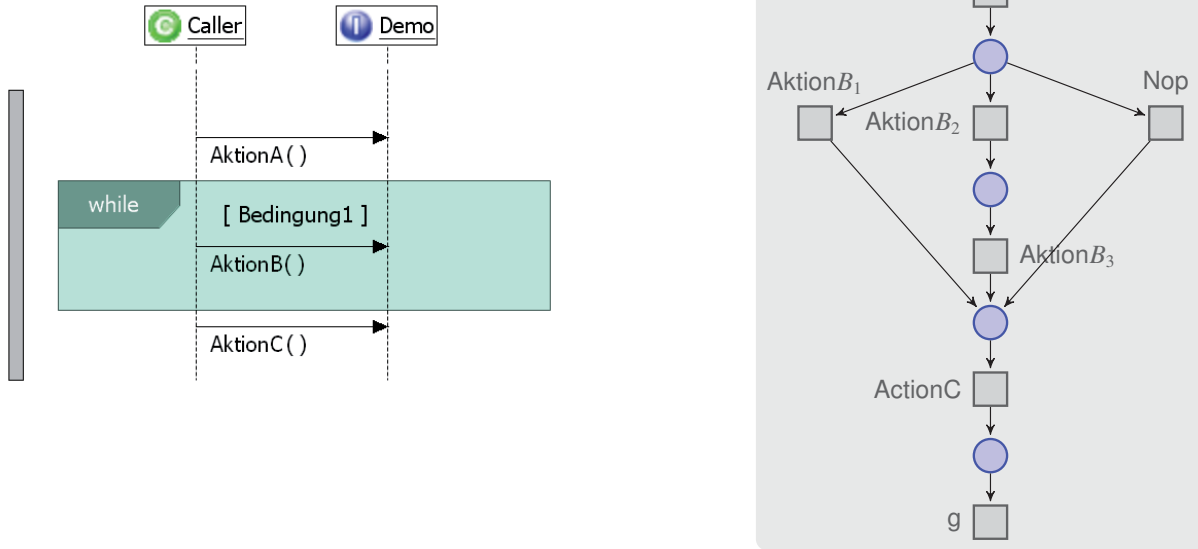 C Caller
I Demo
AktionA( )
while
[ Bedingung1 ]
AktionB( )
AktionC( )
AktionB₁
Nop
AktionB₂
AktionB₃
ActionC
g